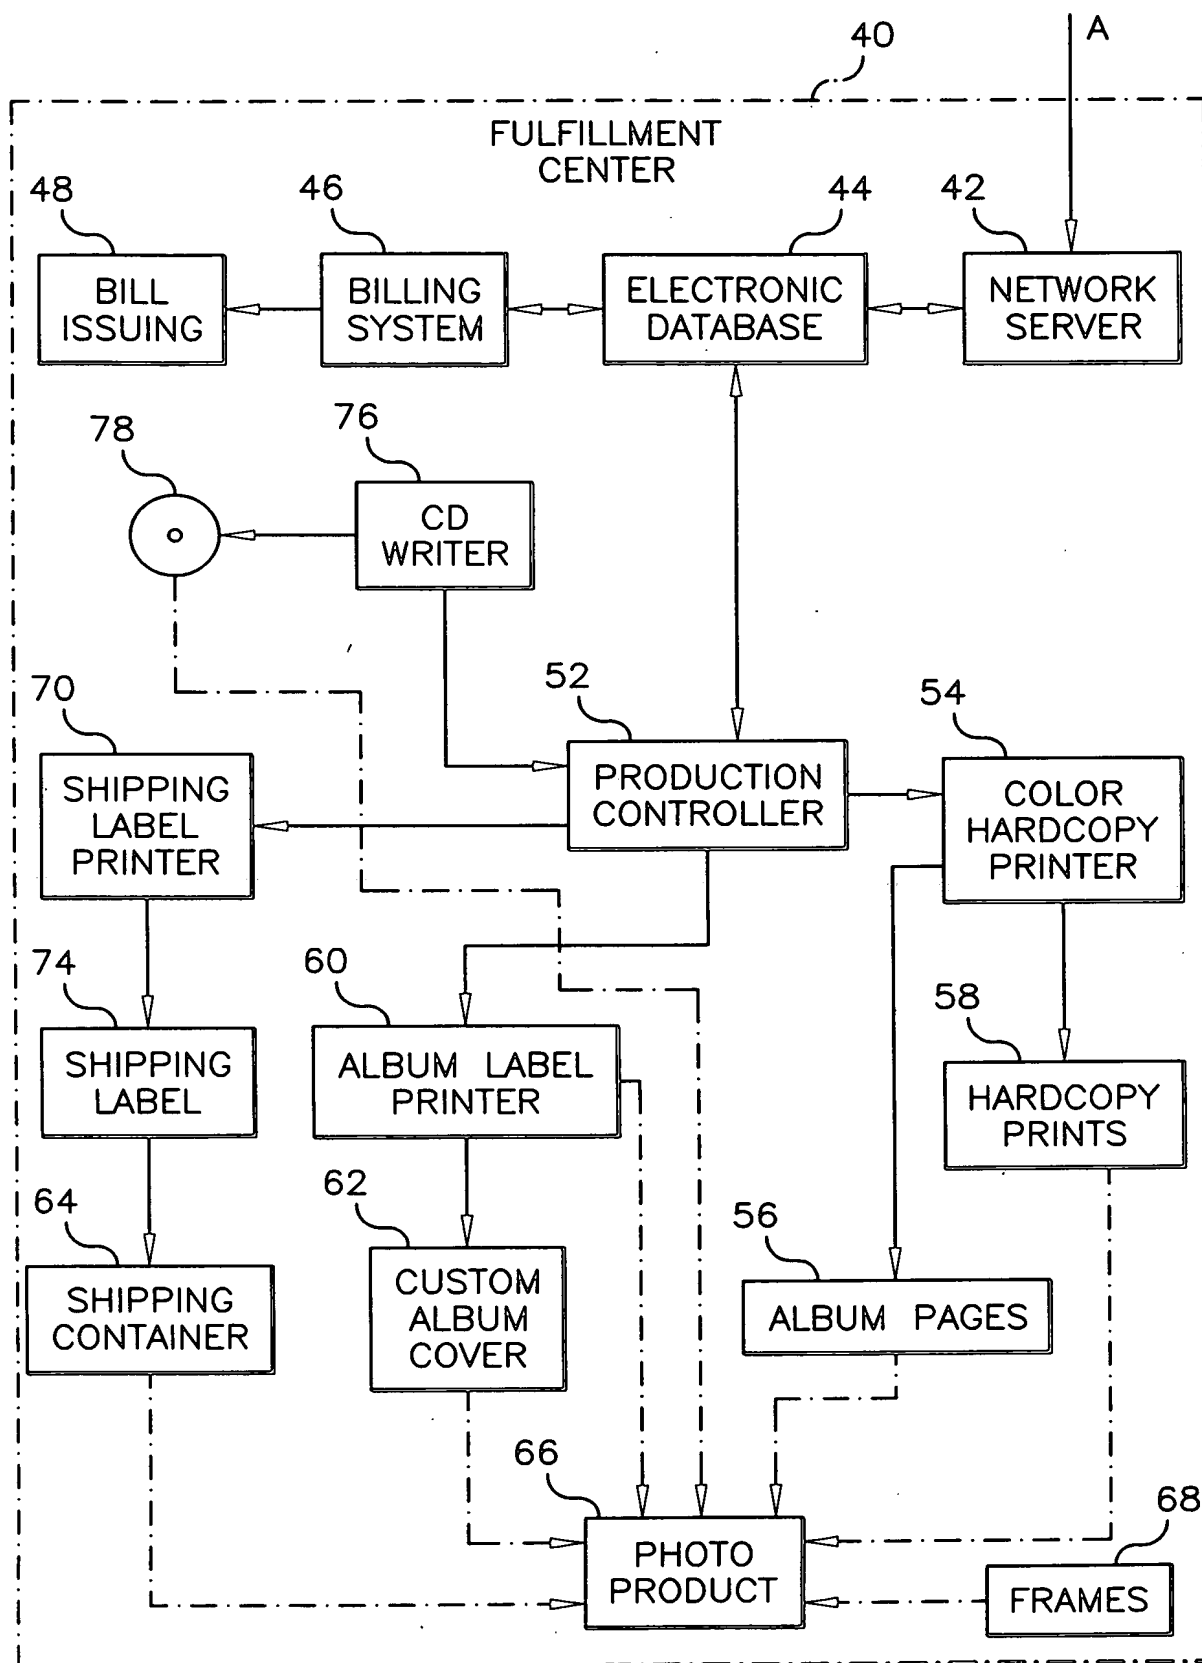 A
40
FULFILLMENT
CENTER
48
46
44
42
BILL
ISSUING
BILLING
SYSTEM
ELECTRONIC
DATABASE
NETWORK
SERVER
78
76
CD
WRITER
70
52
54
SHIPPING
LABEL
PRINTER
PRODUCTION
CONTROLLER
COLOR
HARDCOPY
PRINTER
74
60
58
SHIPPING
LABEL
ALBUM LABEL
PRINTER
HARDCOPY
PRINTS
64
62
56
SHIPPING
CONTAINER
CUSTOM
ALBUM
COVER
ALBUM PAGES
66
68
PHOTO
PRODUCT
FRAMES